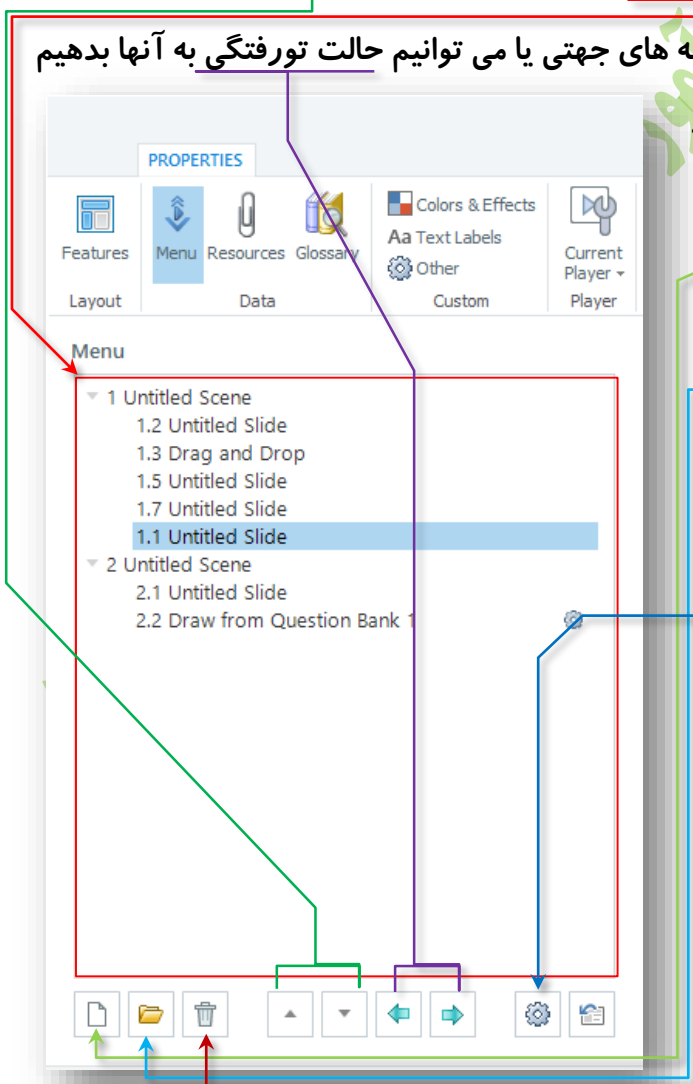 ه های جهتی یا می توانیم حالت تورفتگی به آنها بدهیم
PROPERTIES
Features
Menu
Resources
Glossary
Colors & Effects
Aa Text Labels
Other
Current Player
Layout
Data
Custom
Player
Menu
1 Untitled Scene
1.2 Untitled Slide
1.3 Drag and Drop
1.5 Untitled Slide
1.7 Untitled Slide
1.1 Untitled Slide
2 Untitled Scene
2.1 Untitled Slide
2.2 Draw from Question Bank 1